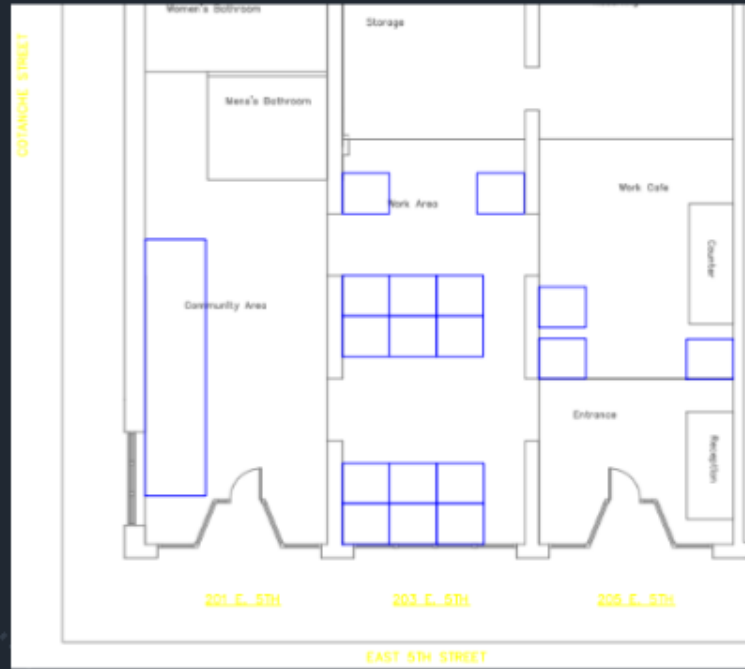 Women's Bathroom
Storage
COTANCHE STREET
Mens's Bathroom
Work Area
Work Cafe
Counter
Community Area
Entrance
Reception
201 E. 5TH
203 E. 5TH
205 E. 5TH
EAST 5TH STREET